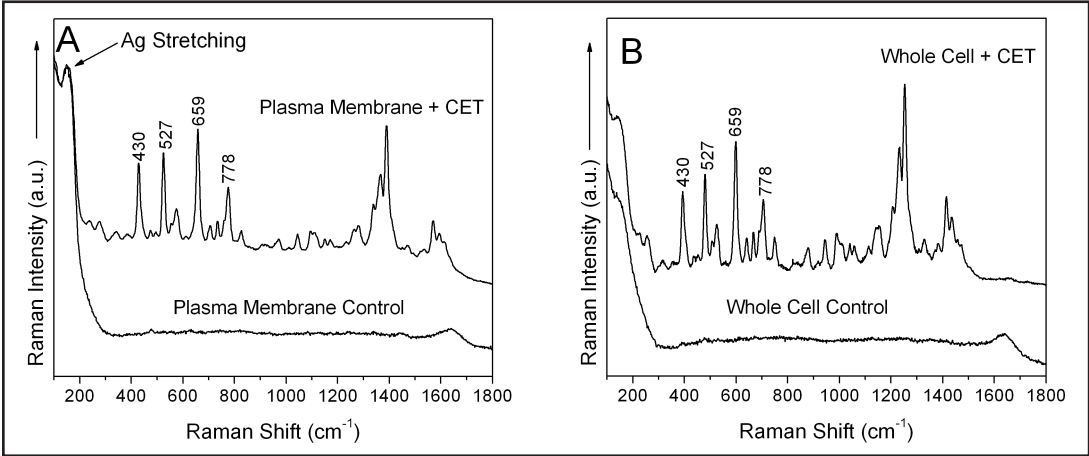 A
Ag Stretching
Plasma Membrane + CET
430
527
659
778
Plasma Membrane Control
Raman Intensity (a.u.)
200 400 600 800 1000 1200 1400 1600 1800
Raman Shift (cm⁻¹)
B
Whole Cell + CET
430
527
659
778
Whole Cell Control
Raman Intensity (a.u.)
200 400 600 800 1000 1200 1400 1600 1800
Raman Shift (cm⁻¹)